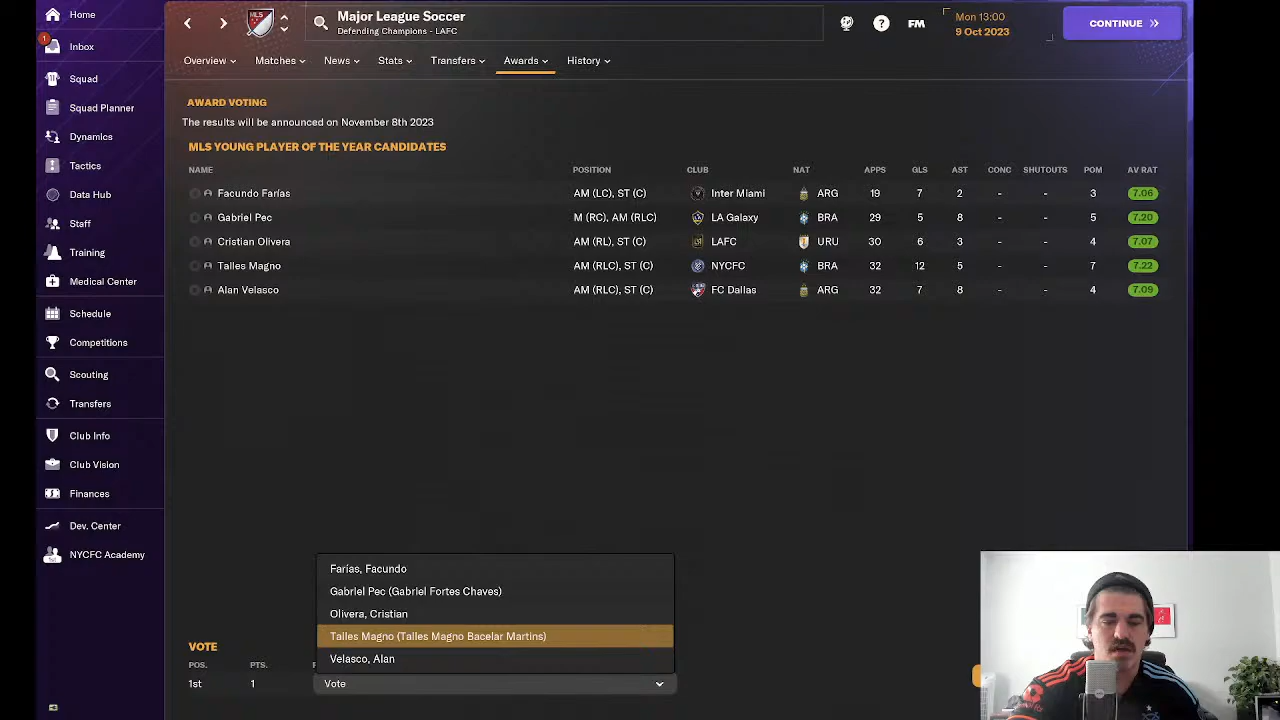 Home
Inbox
1
Squad
Squad Planner
Dynamics
Tactics
Data Hub
Staff
Training
Medical Center
Schedule
Competitions
Scouting
Transfers
Club Info
Club Vision
Finances
Dev. Center
NYCFC Academy
Major League Soccer
Defending Champions - LAFC
FM
Mon 13:00
9 Oct 2023
CONTINUE
Overview Matches News Stats Transfers Awards History
AWARD VOTING
The results will be announced on November 8th 2023
MLS YOUNG PLAYER OF THE YEAR CANDIDATES
NAME POSITION CLUB NAT APPS GLS AST CONC SHUTOUTS POM AV RAT
Facundo Farías AM (LC), ST (C) Inter Miami ARG 19 7 2 - - 3 7.06
Gabriel Pec M (RC), AM (RLC) LA Galaxy BRA 29 5 8 - - 5 7.20
Cristian Olivera AM (RL), ST (C) LAFC URU 30 6 3 - - 4 7.07
Talles Magno AM (RLC), ST (C) NYCFC BRA 32 12 5 - - 7 7.22
Alan Velasco AM (RLC), ST (C) FC Dallas ARG 32 7 8 - - 4 7.09
Farías, Facundo
Gabriel Pec (Gabriel Fortes Chaves)
Olivera, Cristian
Talles Magno (Talles Magno Bacelar Martins)
Velasco, Alan
VOTE
POS. PTS.
1st 1 Vote